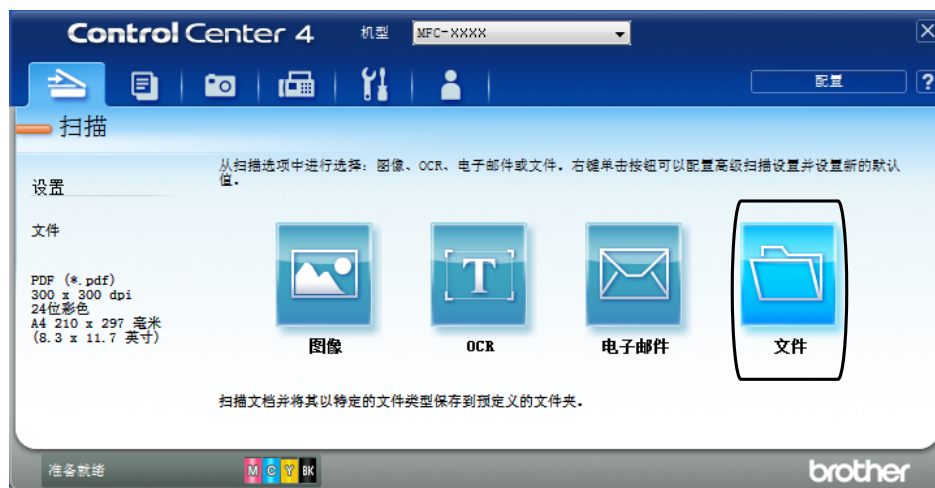 Control Center 4
机型
MFC-XXXX
配置
?
扫描
从扫描选项中进行选择: 图像、OCR、电子邮件或文件. 右键单击按钮可以配置高级扫描设置并设置新的默认
值.
设置
文件
PDF (*.pdf)
300 x 300 dpi
24位彩色
A4 210 x 297 毫米
(8.3 x 11.7 英寸)
T
图像
OCR
电子邮件
文件
扫描文档并将其以特定的文件类型保存到预定义的文件夹.
准备就绪
M C Y BK
brother